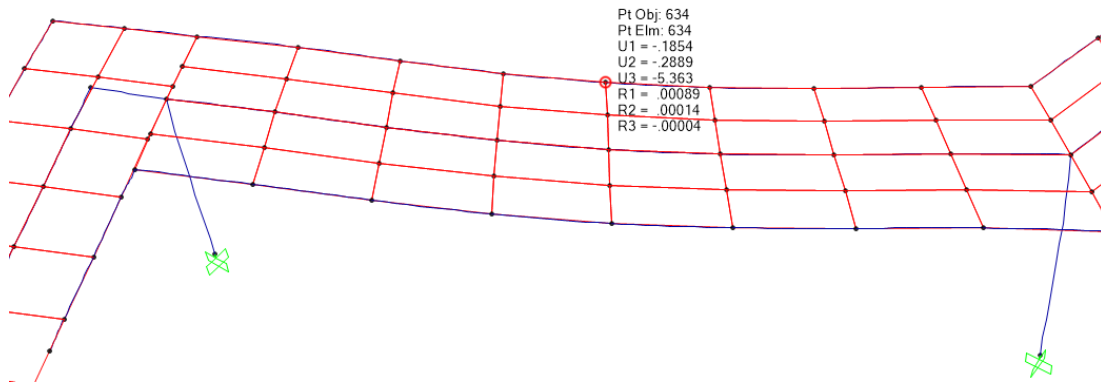 Pt Obj: 634
Pt Elm: 634
U1 = -.1854
U2 = -.2889
U3 = -5.363
R1 = .00089
R2 = .00014
R3 = -.00004